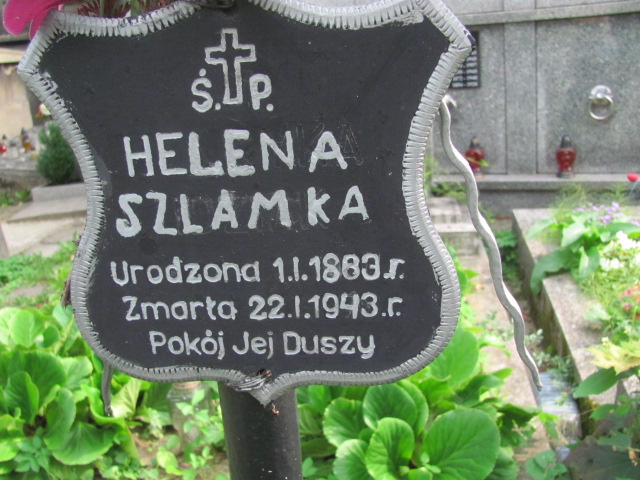 Ś.P.
HELENA
SZLAMKA
Urodzona 1.I.1883.r.
Zmarta 22.I.1943.r.
Pokój Jej Duszy